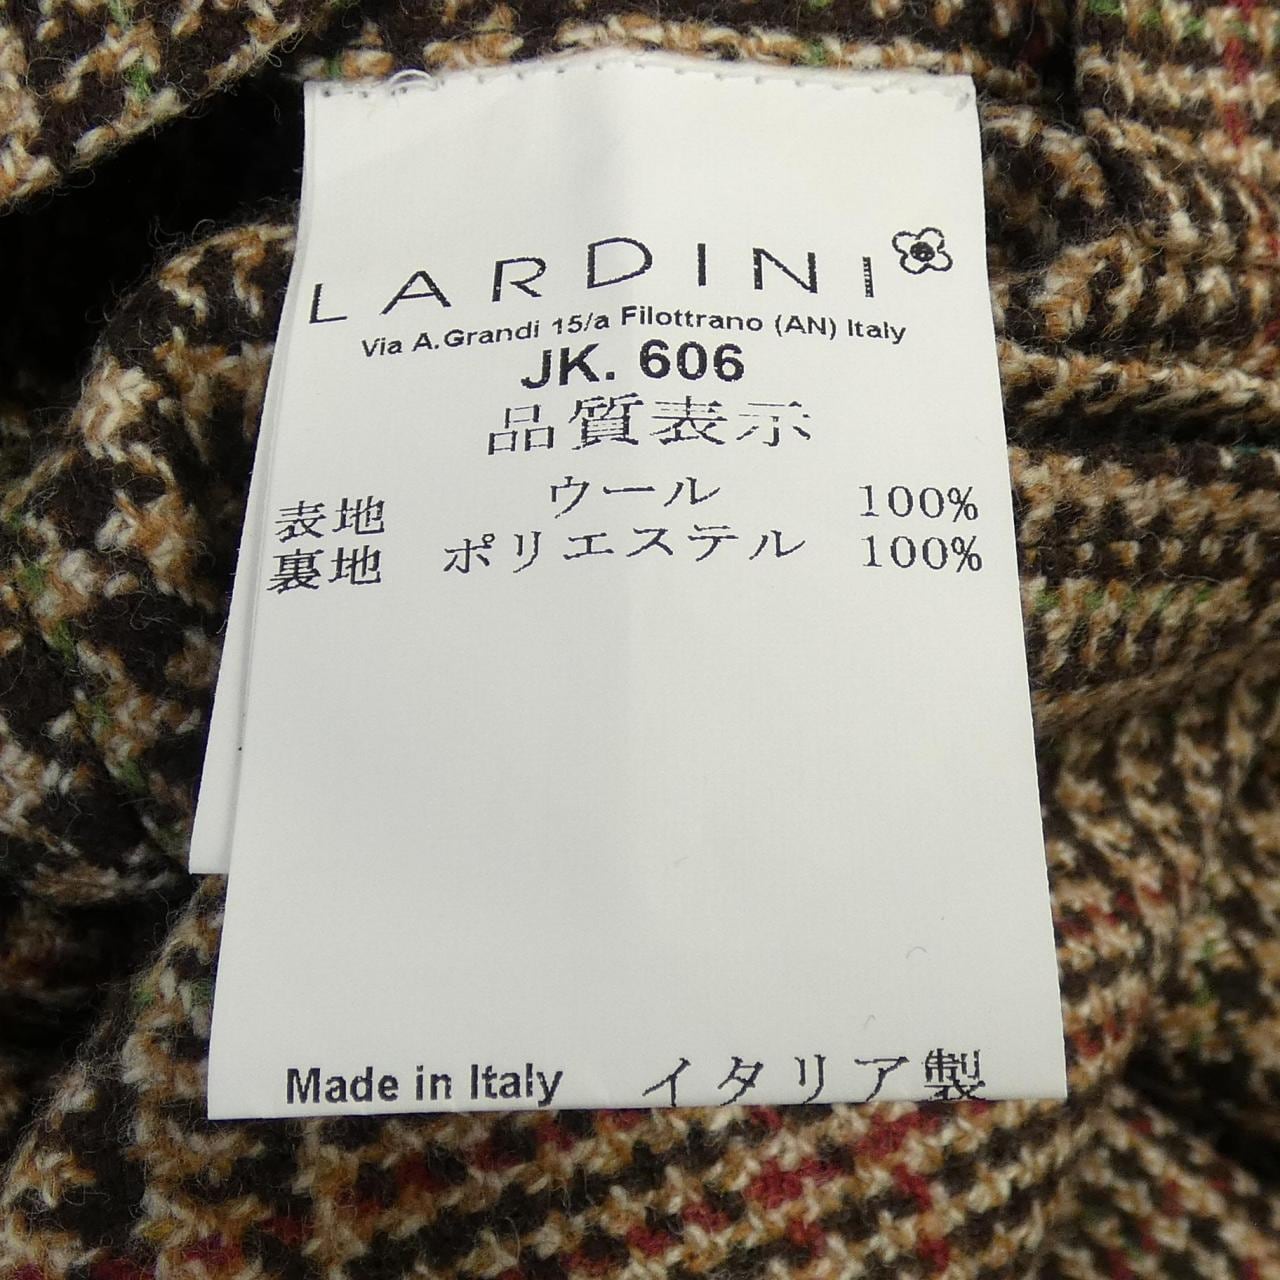 LARDINI
Via A.Grandi 15/a Filottrano (AN) Italy
JK. 606
品質表示
表地 ウール 100%
裏地 ポリエステル 100%
Made in Italy イタリア製